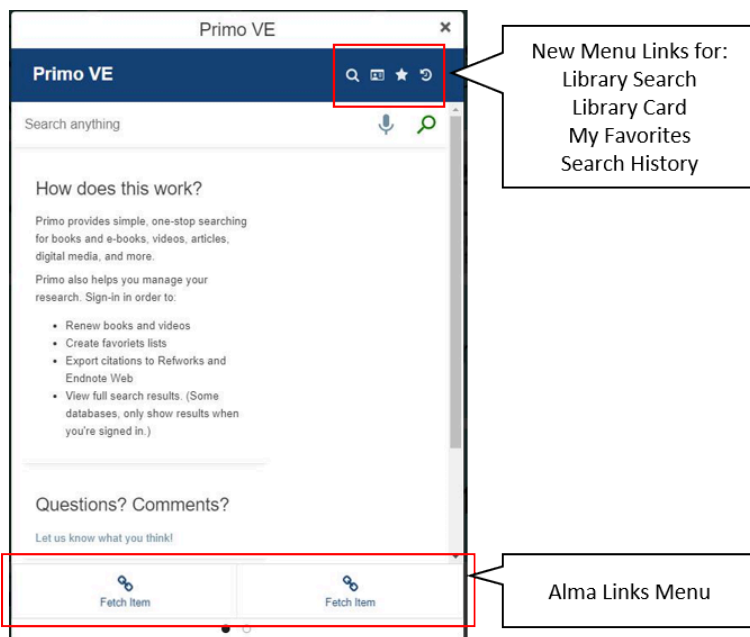 Primo VE
Primo VE
Search anything
How does this work?
Primo provides simple, one-stop searching
for books and e-books, videos, articles,
digital media, and more.
Primo also helps you manage your
research. Sign-in in order to:
• Renew books and videos
• Create favoriets lists
• Export citations to Refworks and
Endnote Web
• View full search results. (Some
databases, only show results when
you're signed in.)
Questions? Comments?
Let us know what you think!
Fetch Item
Fetch Item
New Menu Links for:
Library Search
Library Card
My Favorites
Search History
Alma Links Menu